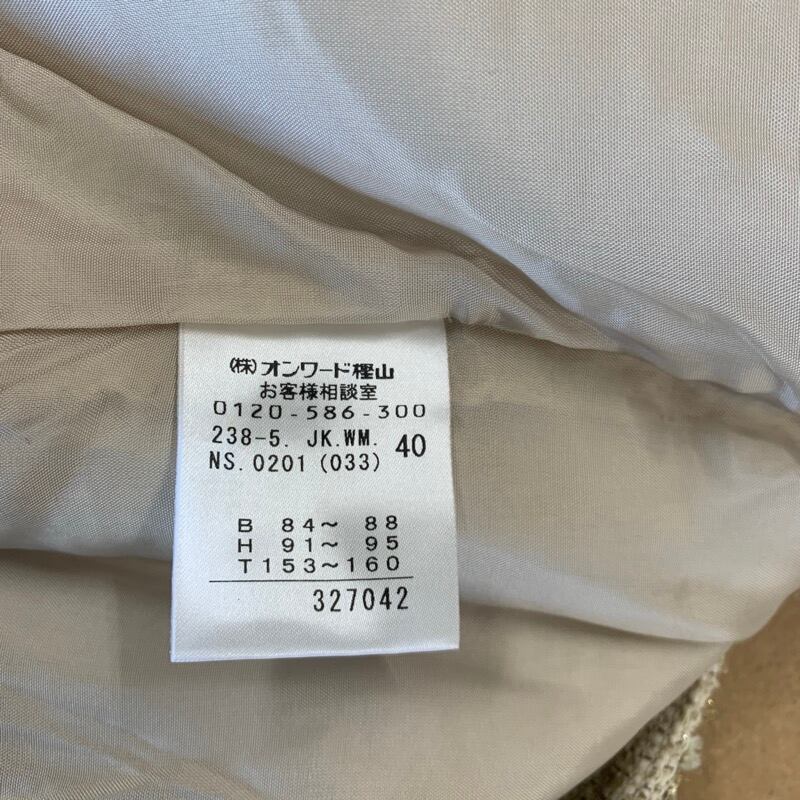 (株)オンワード樫山
お客様相談室
0120-586-300
238-5. JK.WM. 40
NS.0201(033)
B 84～ 88
H 91～ 95
T153～160
327042